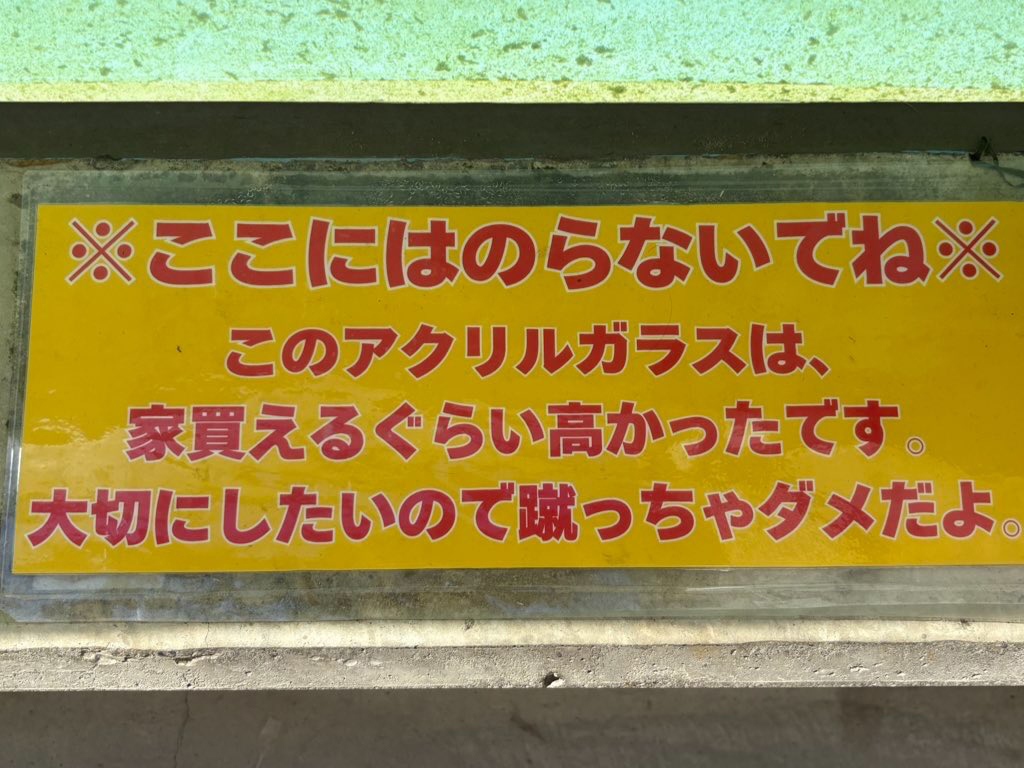 ※ここにはのらないでね※
このアクリルガラスは、
家買えるぐらい高かったです。
大切にしたいので蹴っちゃダメだよ。